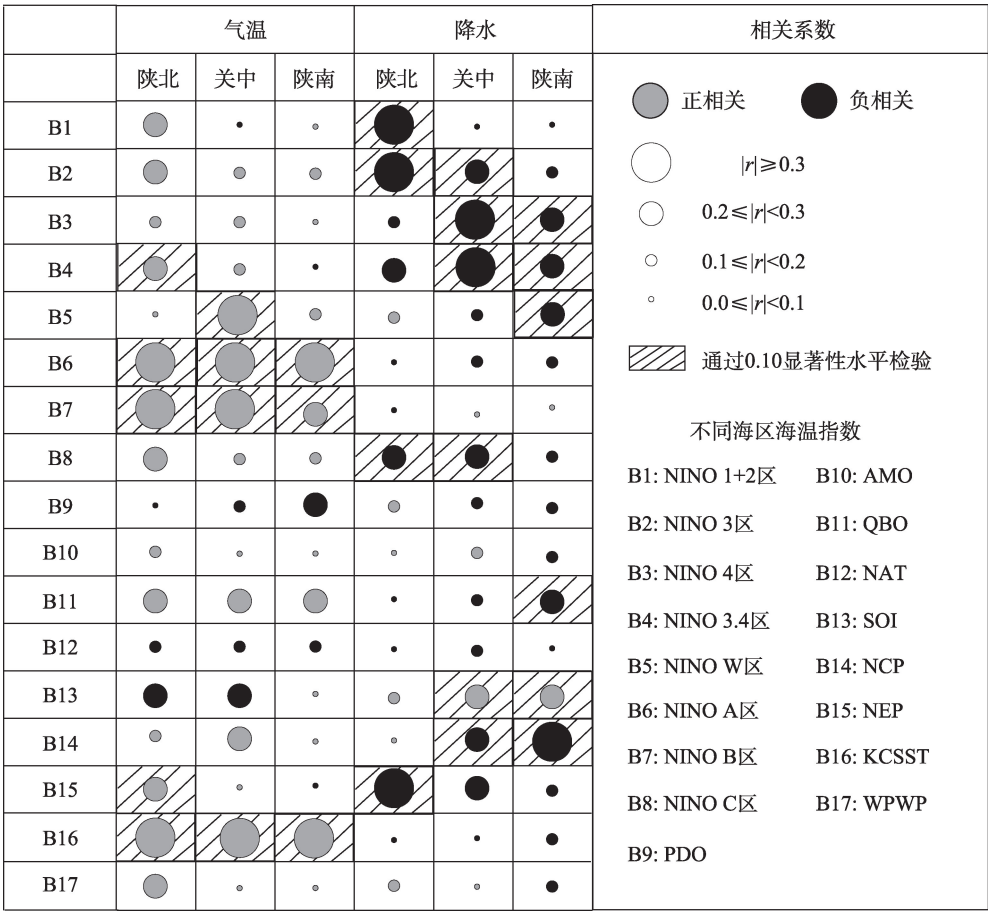 气温 降水 相关系数
陕北 关中 陕南 陕北 关中 陕南
正相关 负相关
B1
|r|≥0.3
B2
0.2≤|r|<0.3
B3
0.1≤|r|<0.2
B4
0.0≤|r|<0.1
B5
B6 通过0.10显著性水平检验
B7
不同海区海温指数
B8 B1: NINO 1+2区 B10: AMO
B9 B2: NINO 3区 B11: QBO
B10 B3: NINO 4区 B12: NAT
B11 B4: NINO 3.4区 B13: SOI
B12 B5: NINO W区 B14: NCP
B13 B6: NINO A区 B15: NEP
B14 B7: NINO B区 B16: KCSST
B15 B8: NINO C区 B17: WPWP
B16 B9: PDO
B17